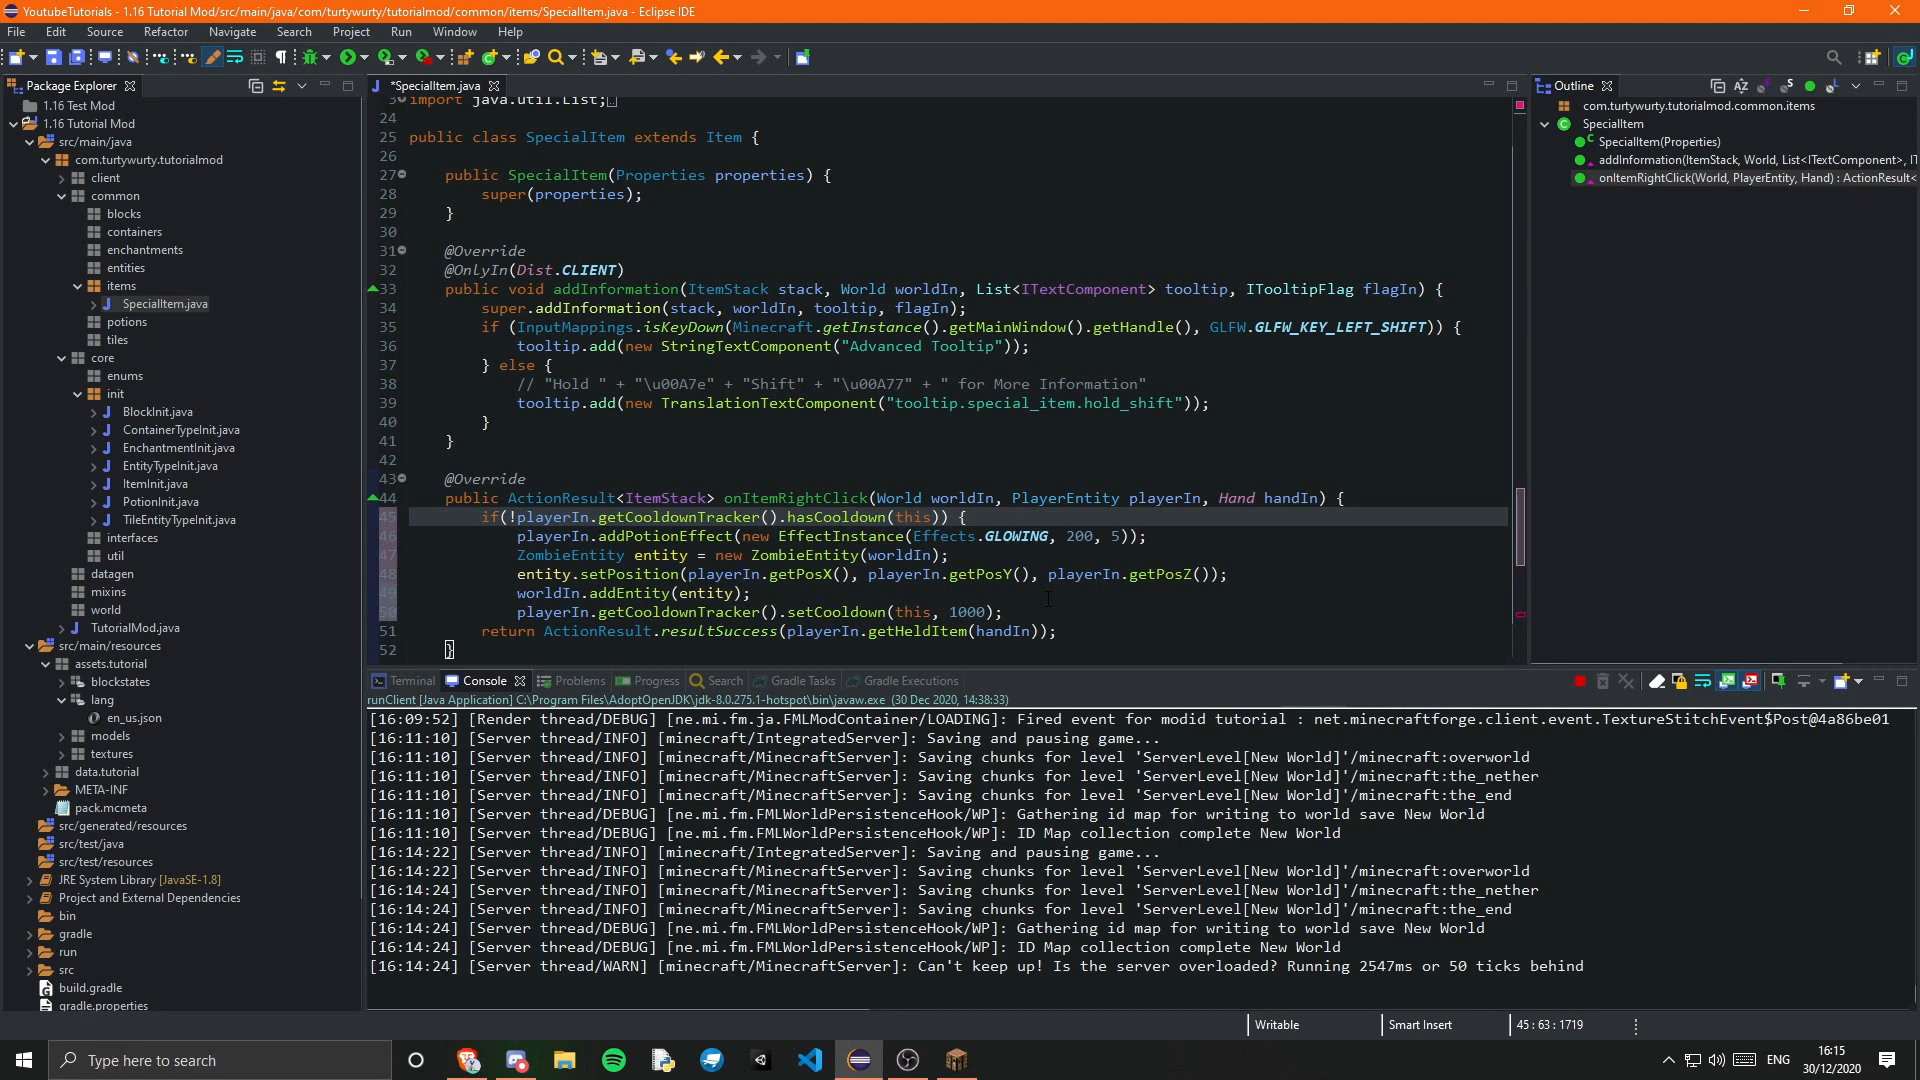 YoutubeTutorials - 1.16 Tutorial Mod/src/main/java/com/turtywurty/tutorialmod/common/items/SpecialItem.java - Eclipse IDE
File Edit Source Refactor Navigate Search Project Run Window Help
Package Explorer
1.16 Test Mod
1.16 Tutorial Mod
src/main/java
com.turtywurty.tutorialmod
client
common
blocks
containers
enchantments
entities
items
SpecialItem.java
potions
tiles
core
enums
init
BlockInit.java
ContainerTypeInit.java
EnchantmentInit.java
EntityTypeInit.java
ItemInit.java
PotionInit.java
TileEntityTypeInit.java
interfaces
util
datagen
mixins
world
TutorialMod.java
src/main/resources
assets.tutorial
blockstates
lang
en_us.json
models
textures
data.tutorial
META-INF
pack.mcmeta
src/generated/resources
src/test/java
src/test/resources
JRE System Library [JavaSE-1.8]
Project and External Dependencies
bin
gradle
run
src
build.gradle
gradle.properties
*SpecialItem.java
3 import java.util.List;
24
25 public class SpecialItem extends Item {
26
27 public SpecialItem(Properties properties) {
28 super(properties);
29 }
30
31 @Override
32 @OnlyIn(Dist.CLIENT)
33 public void addInformation(ItemStack stack, World worldIn, List<ITextComponent> tooltip, ITooltipFlag flagIn) {
34 super.addInformation(stack, worldIn, tooltip, flagIn);
35 if (InputMappings.isKeyDown(Minecraft.getInstance().getMainWindow().getHandle(), GLFW.GLFW_KEY_LEFT_SHIFT)) {
36 tooltip.add(new StringTextComponent("Advanced Tooltip"));
37 } else {
38 // "Hold " + "\u00A7e" + "Shift" + "\u00A77" + " for More Information"
39 tooltip.add(new TranslationTextComponent("tooltip.special_item.hold_shift"));
40 }
41 }
42
43 @Override
44 public ActionResult<ItemStack> onItemRightClick(World worldIn, PlayerEntity playerIn, Hand handIn) {
45 if(!playerIn.getCooldownTracker().hasCooldown(this)) {
46 playerIn.addPotionEffect(new EffectInstance(Effects.GLOWING, 200, 5));
47 ZombieEntity entity = new ZombieEntity(worldIn);
48 entity.setPosition(playerIn.getPosX(), playerIn.getPosY(), playerIn.getPosZ());
49 worldIn.addEntity(entity);
50 playerIn.getCooldownTracker().setCooldown(this, 1000);
51 return ActionResult.resultSuccess(playerIn.getHeldItem(handIn));
52 }
Outline
com.turtywurty.tutorialmod.common.items
SpecialItem
SpecialItem(Properties)
addInformation(ItemStack, World, List<ITextComponent>, IT
onItemRightClick(World, PlayerEntity, Hand) : ActionResult<
Terminal Console Problems Progress Search Gradle Tasks Gradle Executions
runClient [Java Application] C:\Program Files\AdoptOpenJDK\jdk-8.0.275.1-hotspot\bin\javaw.exe (30 Dec 2020, 14:38:33)
[16:09:52] [Render thread/DEBUG] [ne.mi.fm.ja.FMLModContainer/LOADING]: Fired event for modid tutorial : net.minecraftforge.client.event.TextureStitchEvent$Post@4a86be01
[16:11:10] [Server thread/INFO] [minecraft/IntegratedServer]: Saving and pausing game...
[16:11:10] [Server thread/INFO] [minecraft/MinecraftServer]: Saving chunks for level 'ServerLevel[New World]'/minecraft:overworld
[16:11:10] [Server thread/INFO] [minecraft/MinecraftServer]: Saving chunks for level 'ServerLevel[New World]'/minecraft:the_nether
[16:11:10] [Server thread/INFO] [minecraft/MinecraftServer]: Saving chunks for level 'ServerLevel[New World]'/minecraft:the_end
[16:11:10] [Server thread/DEBUG] [ne.mi.fm.FMLWorldPersistenceHook/WP]: Gathering id map for writing to world save New World
[16:11:10] [Server thread/DEBUG] [ne.mi.fm.FMLWorldPersistenceHook/WP]: ID Map collection complete New World
[16:14:22] [Server thread/INFO] [minecraft/IntegratedServer]: Saving and pausing game...
[16:14:22] [Server thread/INFO] [minecraft/MinecraftServer]: Saving chunks for level 'ServerLevel[New World]'/minecraft:overworld
[16:14:24] [Server thread/INFO] [minecraft/MinecraftServer]: Saving chunks for level 'ServerLevel[New World]'/minecraft:the_nether
[16:14:24] [Server thread/INFO] [minecraft/MinecraftServer]: Saving chunks for level 'ServerLevel[New World]'/minecraft:the_end
[16:14:24] [Server thread/DEBUG] [ne.mi.fm.FMLWorldPersistenceHook/WP]: Gathering id map for writing to world save New World
[16:14:24] [Server thread/DEBUG] [ne.mi.fm.FMLWorldPersistenceHook/WP]: ID Map collection complete New World
[16:14:24] [Server thread/WARN] [minecraft/MinecraftServer]: Can't keep up! Is the server overloaded? Running 2547ms or 50 ticks behind
Writable Smart Insert 45 : 63 : 1719
Type here to search
ENG
16:15
30/12/2020